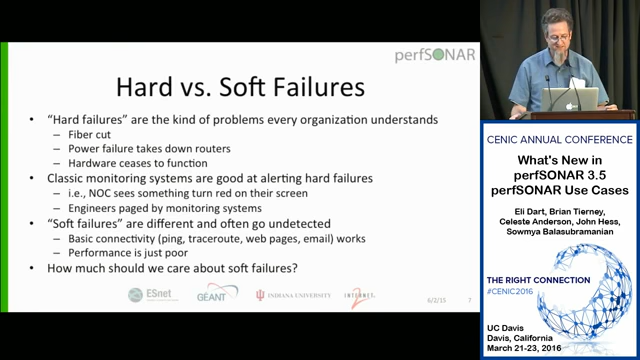 perfSONAR
Hard vs. Soft Failures
• "Hard failures" are the kind of problems every organization understands
– Fiber cut
– Power failure takes down routers
– Hardware ceases to function
• Classic monitoring systems are good at alerting hard failures
– i.e., NOC sees something turn red on their screen
– Engineers paged by monitoring systems
• "Soft failures" are different and often go undetected
– Basic connectivity (ping, traceroute, web pages, email) works
– Performance is just poor
• How much should we care about soft failures?
ESnet
GÉANT
INDIANA UNIVERSITY
INTERNET2
6/2/15
7
CENIC ANNUAL CONFERENCE
What's New in
perfSONAR 3.5
perfSONAR Use Cases
Eli Dart, Brian Tierney,
Celeste Anderson, John Hess,
Sowmya Balasubramanian
THE RIGHT CONNECTION
#CENIC2016
UC Davis
Davis, California
March 21-23, 2016